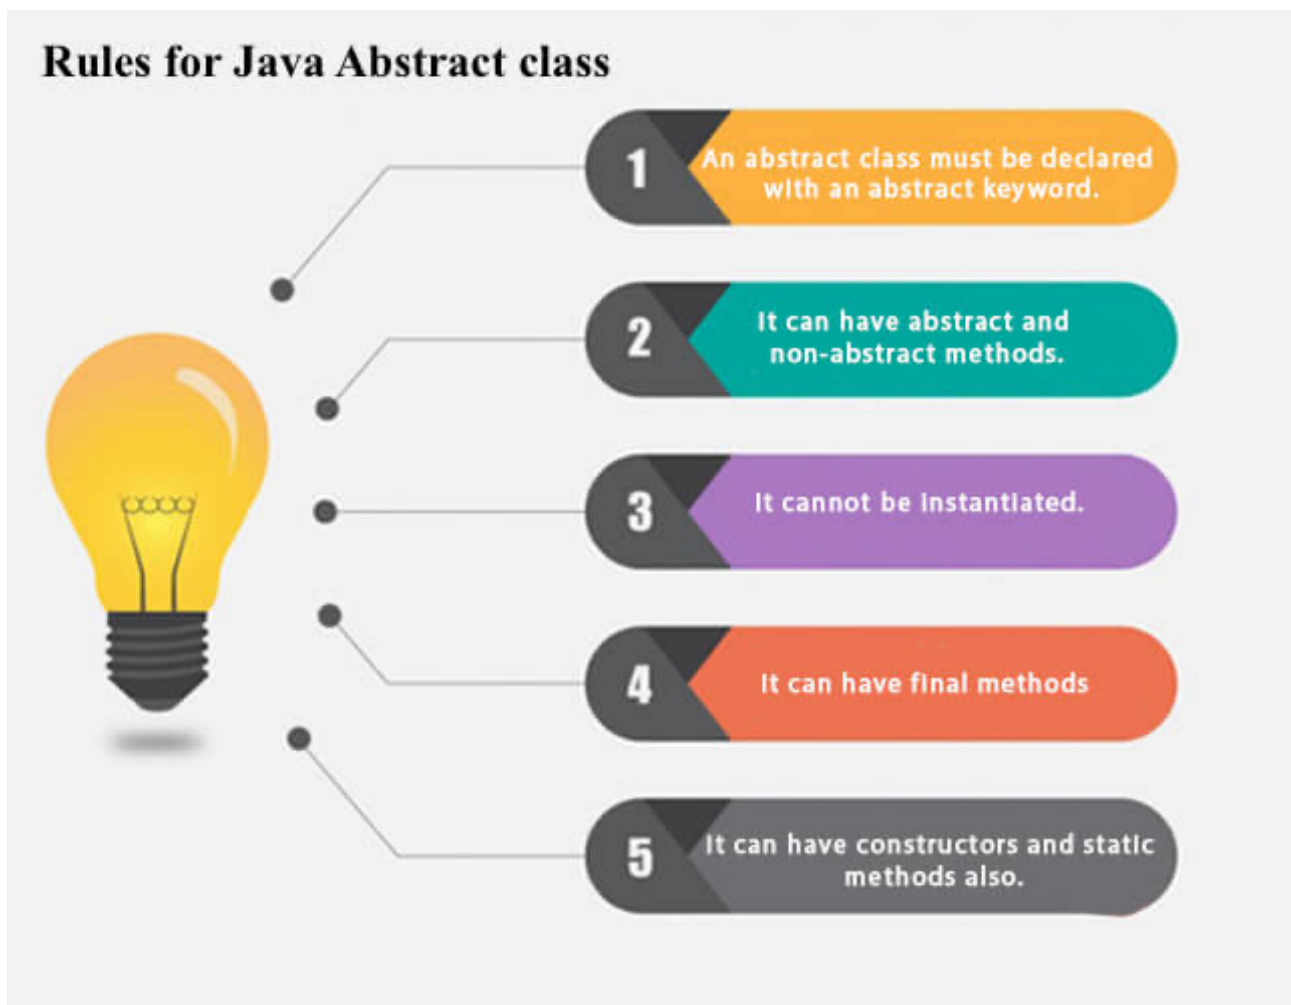 Rules for Java Abstract class
1
An abstract class must be declared
with an abstract keyword.
2
It can have abstract and
non-abstract methods.
3
It cannot be instantiated.
4
It can have final methods
5
It can have constructors and static
methods also.